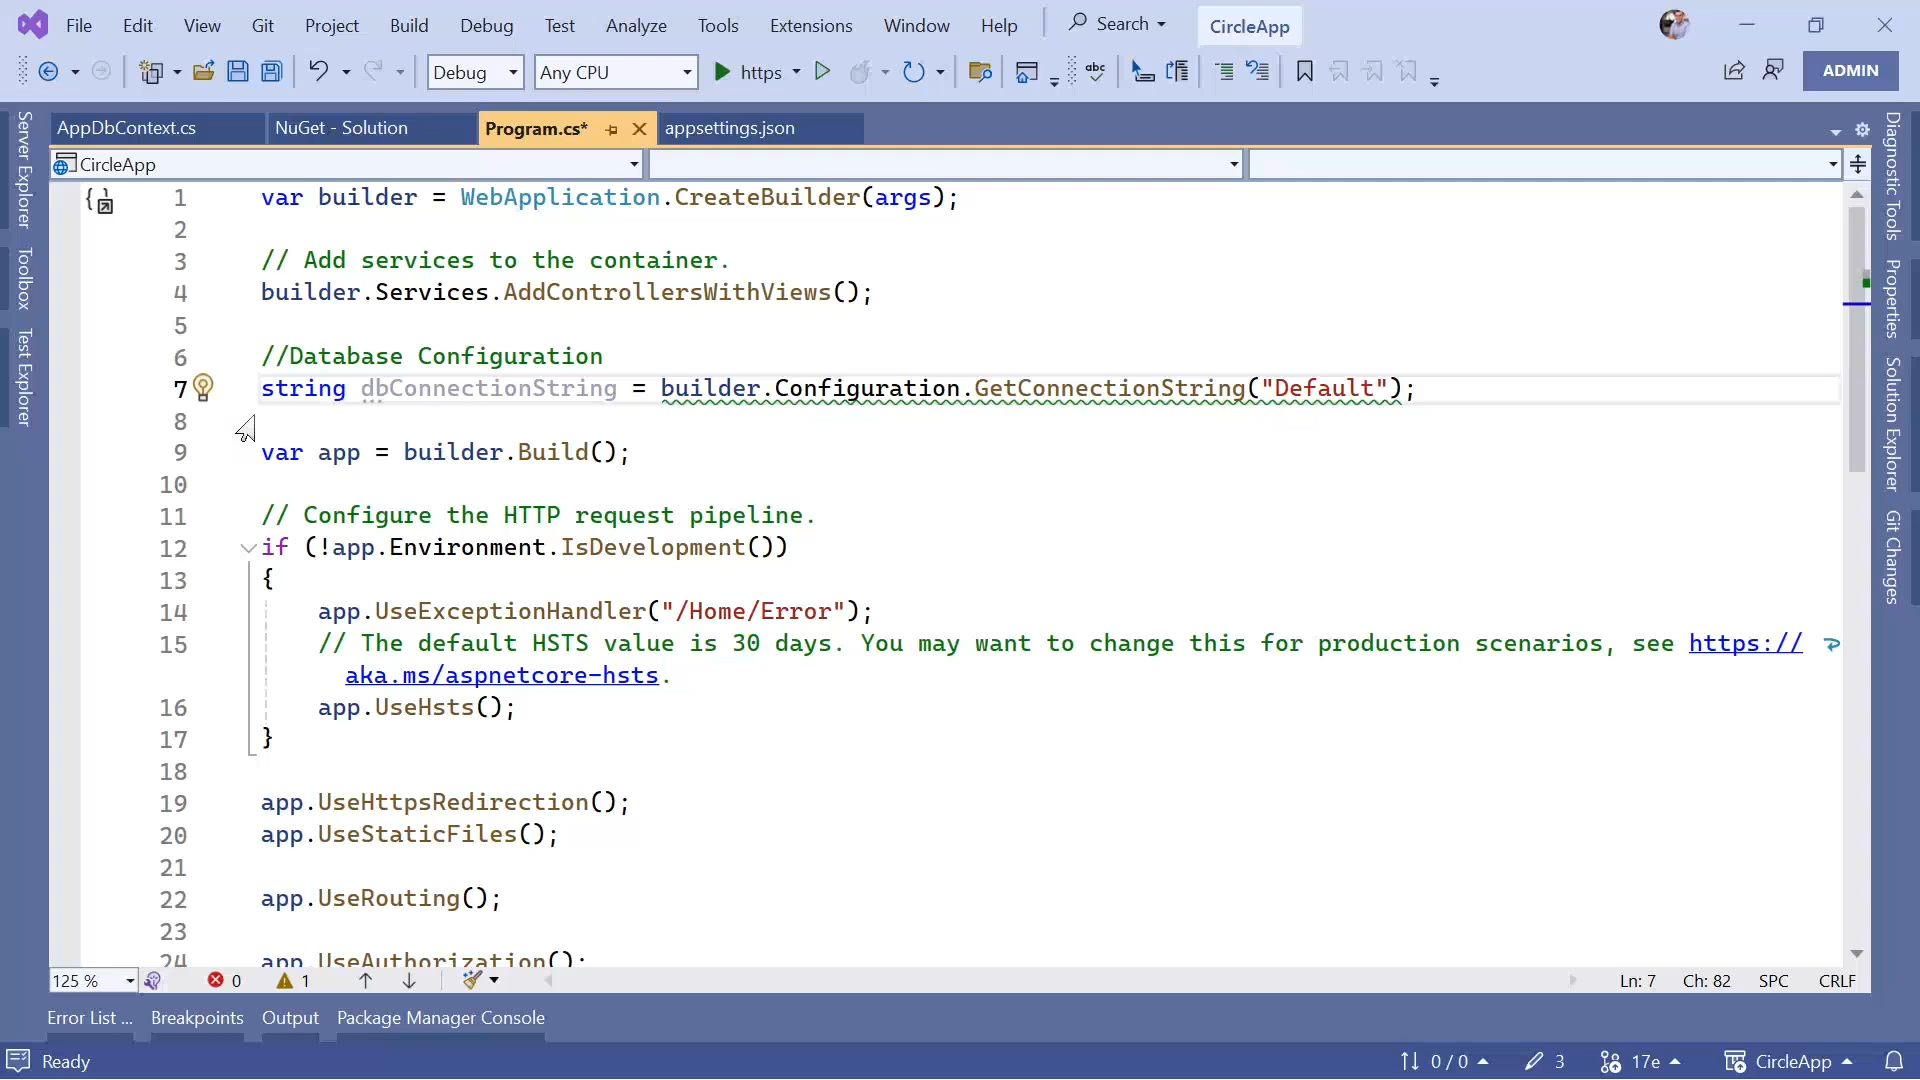 File Edit View Git Project Build Debug Test Analyze Tools Extensions Window Help Search CircleApp
Debug Any CPU https ADMIN
AppDbContext.cs NuGet - Solution Program.cs* appsettings.json
CircleApp
Server Explorer
Toolbox
Test Explorer
1 var builder = WebApplication.CreateBuilder(args);
2
3 // Add services to the container.
4 builder.Services.AddControllersWithViews();
5
6 //Database Configuration
7 string dbConnectionString = builder.Configuration.GetConnectionString("Default");
8
9 var app = builder.Build();
10
11 // Configure the HTTP request pipeline.
12 if (!app.Environment.IsDevelopment())
13 {
14 app.UseExceptionHandler("/Home/Error");
15 // The default HSTS value is 30 days. You may want to change this for production scenarios, see https://
aka.ms/aspnetcore-hsts.
16 app.UseHsts();
17 }
18
19 app.UseHttpsRedirection();
20 app.UseStaticFiles();
21
22 app.UseRouting();
23
24 app.UseAuthorization();
Diagnostic Tools
Properties
Solution Explorer
Git Changes
125 % 0 1 Ln: 7 Ch: 82 SPC CRLF
Error List ... Breakpoints Output Package Manager Console
Ready 0 / 0 3 17e CircleApp